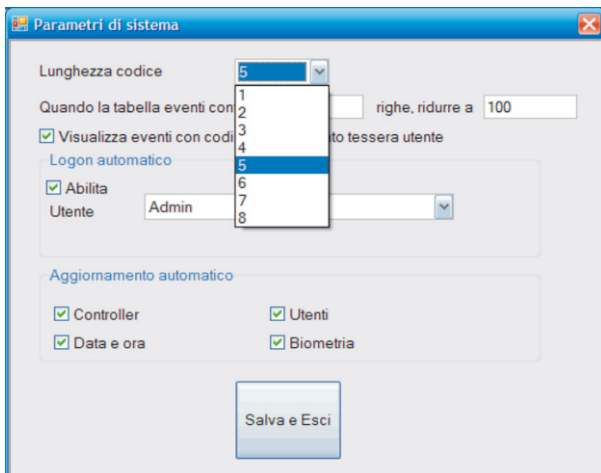 Parametri di sistema
Lunghezza codice 5
1
2
3
4
5
6
7
8
Quando la tabella eventi con righe, ridurre a 100
Visualizza eventi con codi to tessera utente
Logon automatico
Abilita
Utente Admin
Aggiornamento automatico
Controller Utenti
Data e ora Biometria
Salva e Esci